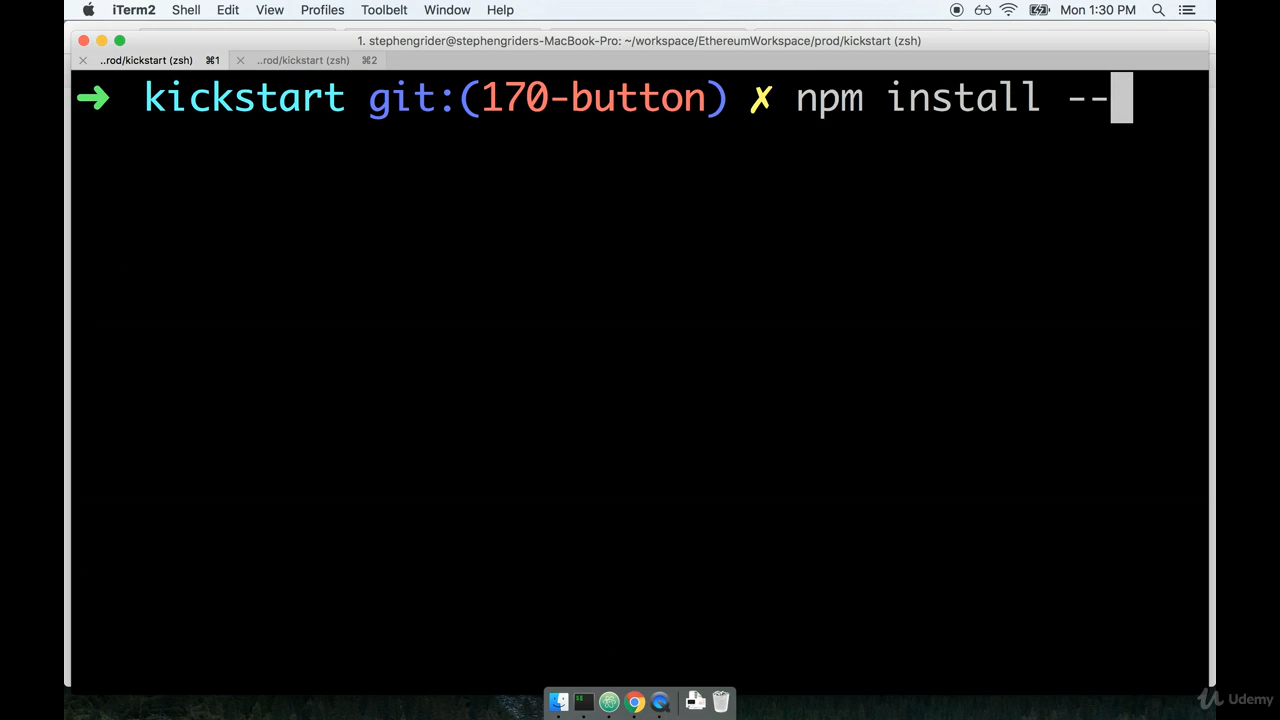 iTerm2 Shell Edit View Profiles Toolbelt Window Help Mon 1:30 PM
1. stephengrider@stephengriders-MacBook-Pro: ~/workspace/EthereumWorkspace/prod/kickstart (zsh)
..rod/kickstart (zsh) ⌘1 ..rod/kickstart (zsh) ⌘2
➜ kickstart git:(170-button) ✗ npm install --
Udemy